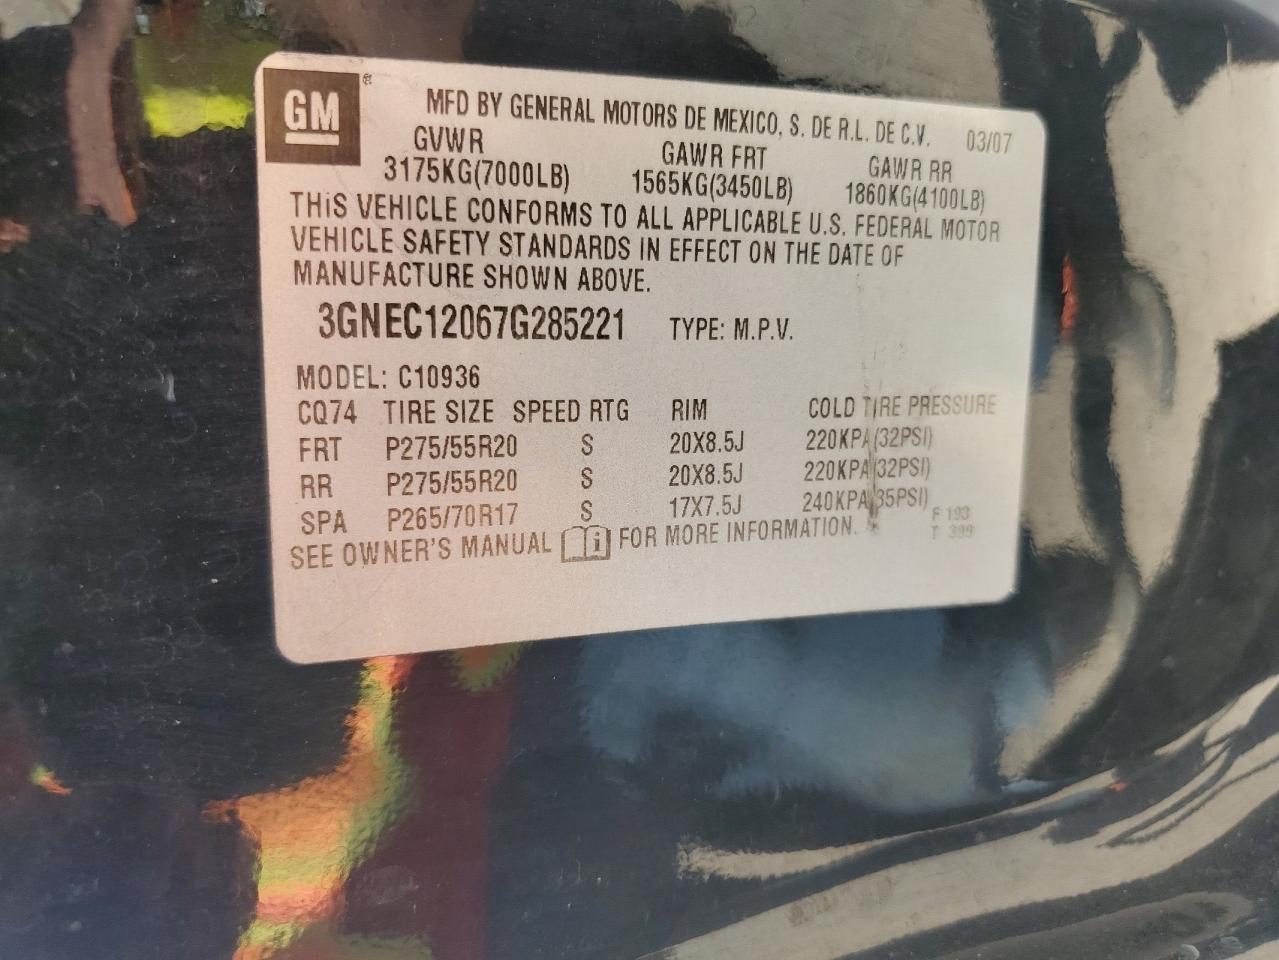 GM ®
MFD BY GENERAL MOTORS DE MEXICO, S. DE R.L. DE C.V. 03/07
GVWR GAWR FRT GAWR RR
3175KG(7000LB) 1565KG(3450LB) 1860KG(4100LB)
THiS VEHICLE CONFORMS TO ALL APPLICABLE U.S. FEDERAL MOTOR
VEHICLE SAFETY STANDARDS IN EFFECT ON THE DATE OF
MANUFACTURE SHOWN ABOVE.
3GNEC12067G285221 TYPE: M.P.V.
MODEL: C10936
CQ74 TIRE SIZE SPEED RTG RIM COLD TIRE PRESSURE
FRT P275/55R20 S 20X8.5J 220KPA(32PSI)
RR P275/55R20 S 20X8.5J 220KPA(32PSI)
SPA P265/70R17 S 17X7.5J 240KPA(35PSI)
SEE OWNER'S MANUAL i FOR MORE INFORMATION.
F 193
T 399